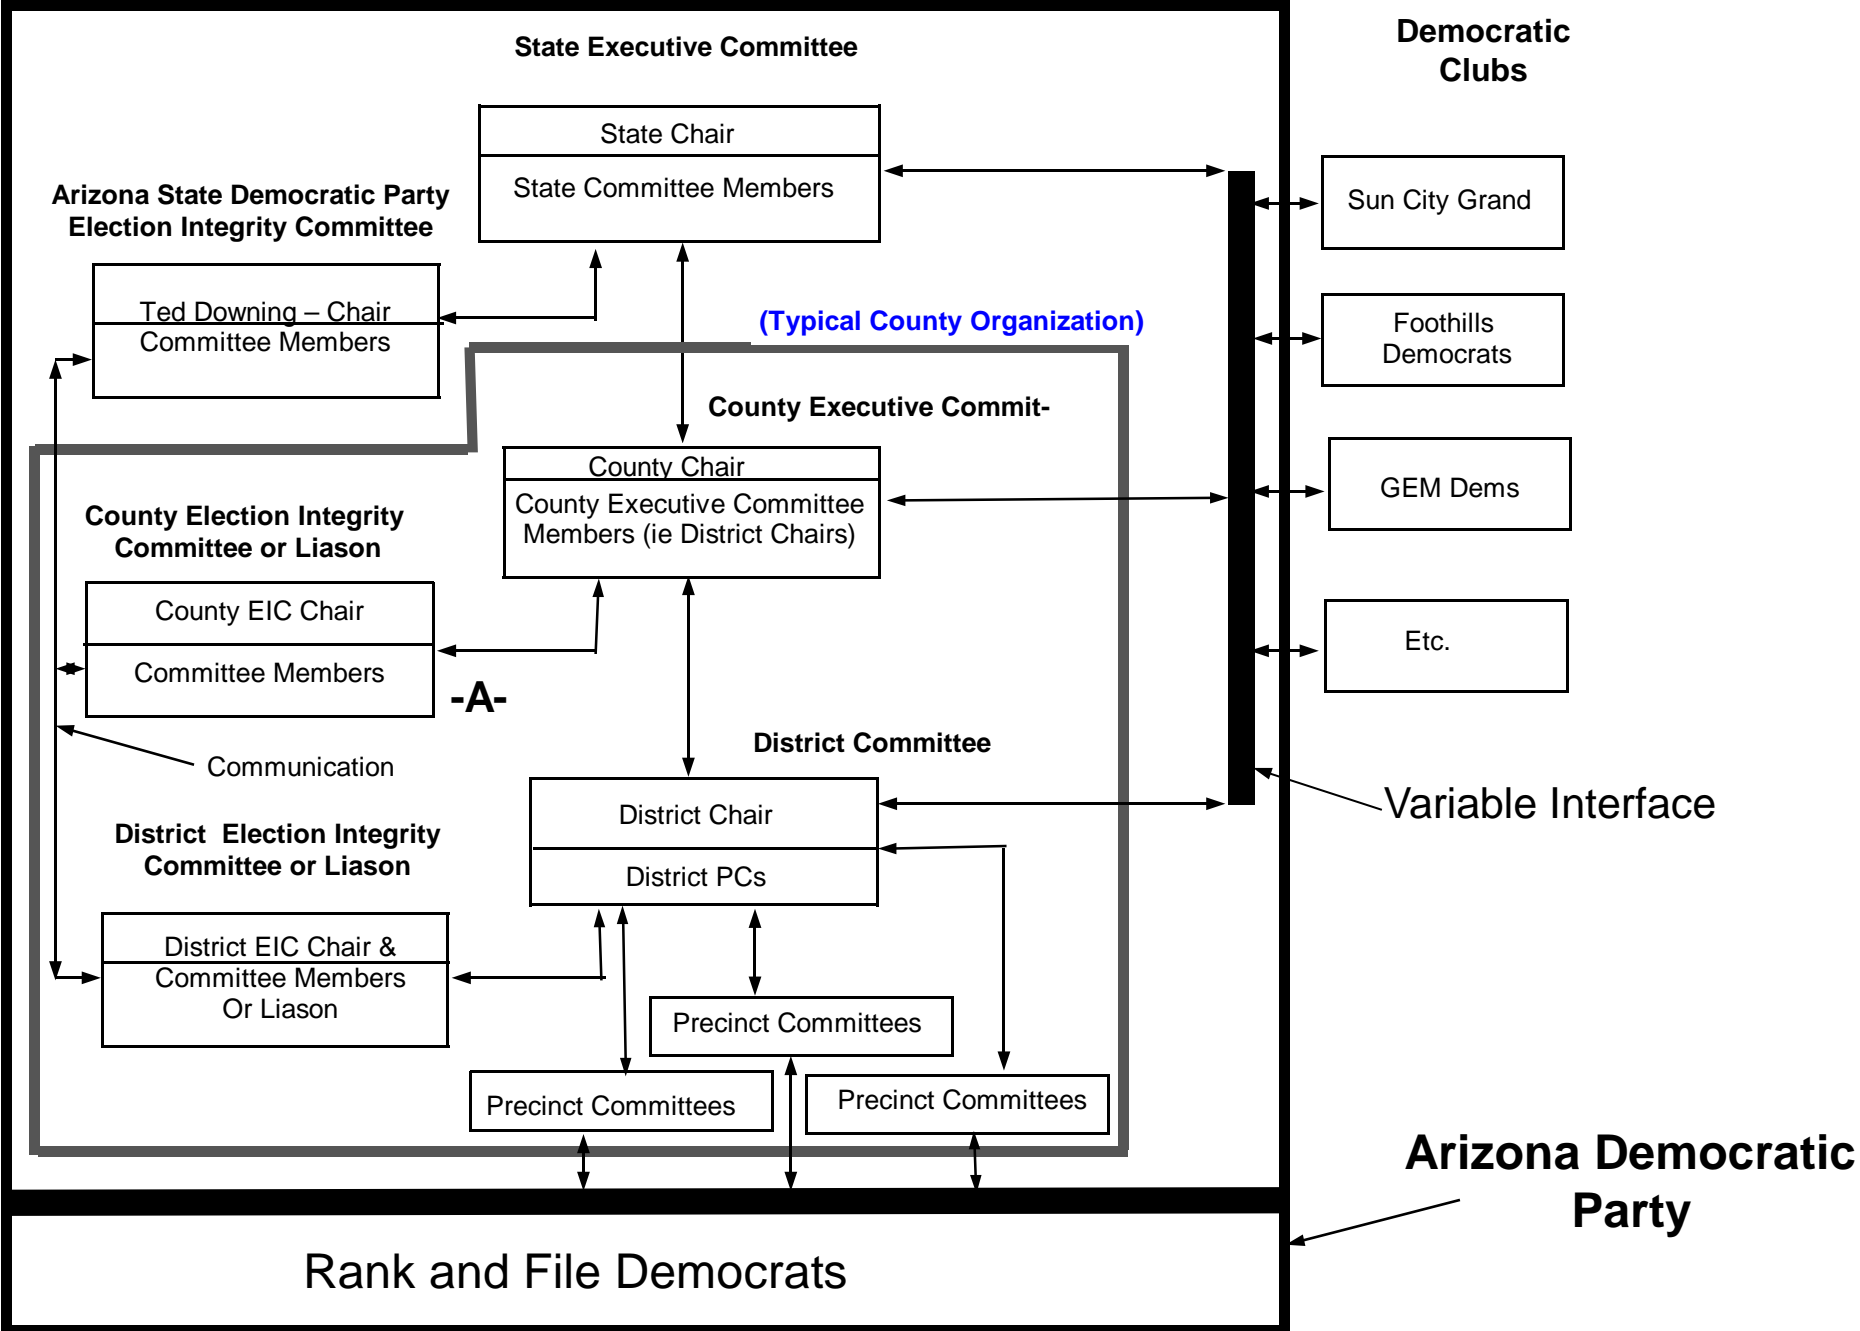 State Executive Committee
Democratic
Clubs
State Chair
State Committee Members
Arizona State Democratic Party
Election Integrity Committee
Sun City Grand
Ted Downing – Chair
Committee Members
(Typical County Organization)
Foothills
Democrats
County Executive Commit-
County Chair
County Executive Committee
Members (ie District Chairs)
GEM Dems
County Election Integrity
Committee or Liason
County EIC Chair
Committee Members
-A-
Etc.
Communication
District Committee
District Chair
District PCs
Variable Interface
District  Election Integrity
Committee or Liason
District EIC Chair &
Committee Members
Or Liason
Precinct Committees
Precinct Committees
Precinct Committees
Arizona Democratic
Party
Rank and File Democrats